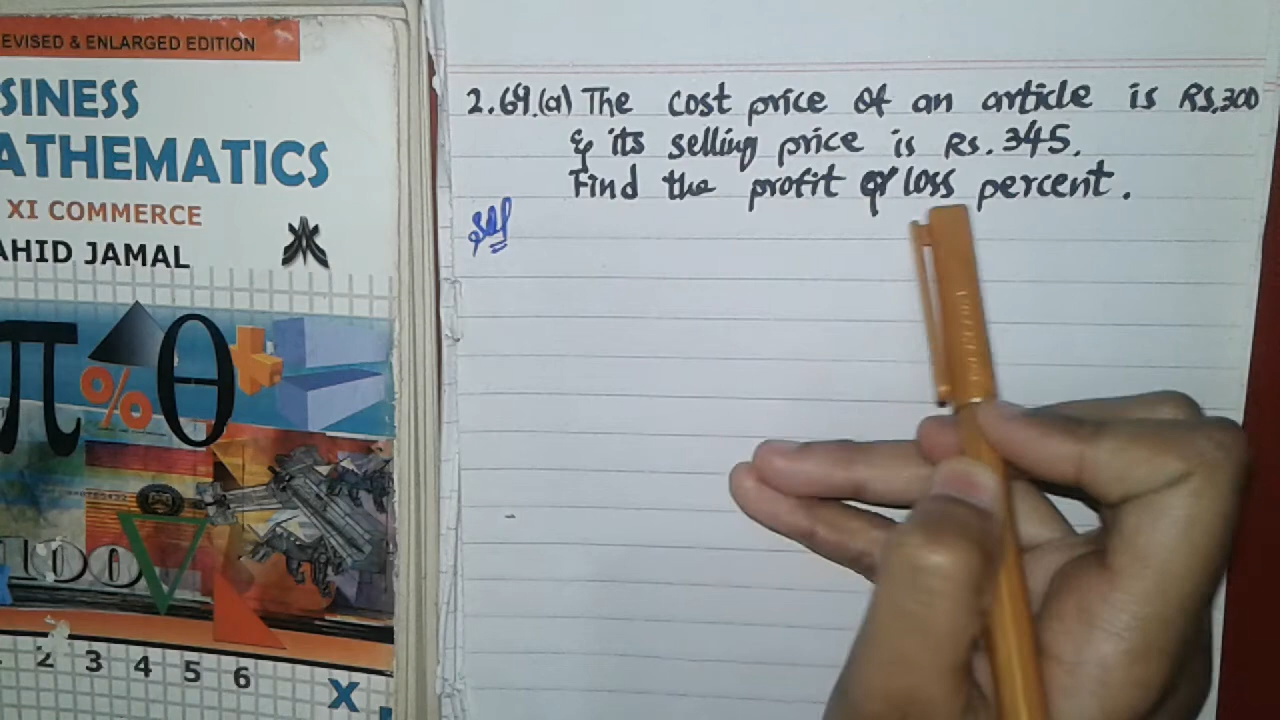 EVISED & ENLARGED EDITION
SINESS
ATHEMATICS
XI COMMERCE
AHID JAMAL
π
%
θ
100
2 3 4 5 6
X
2.69.(a) The cost price of an article is Rs.300
& its selling price is Rs. 345.
Find the profit or loss percent.
Sol